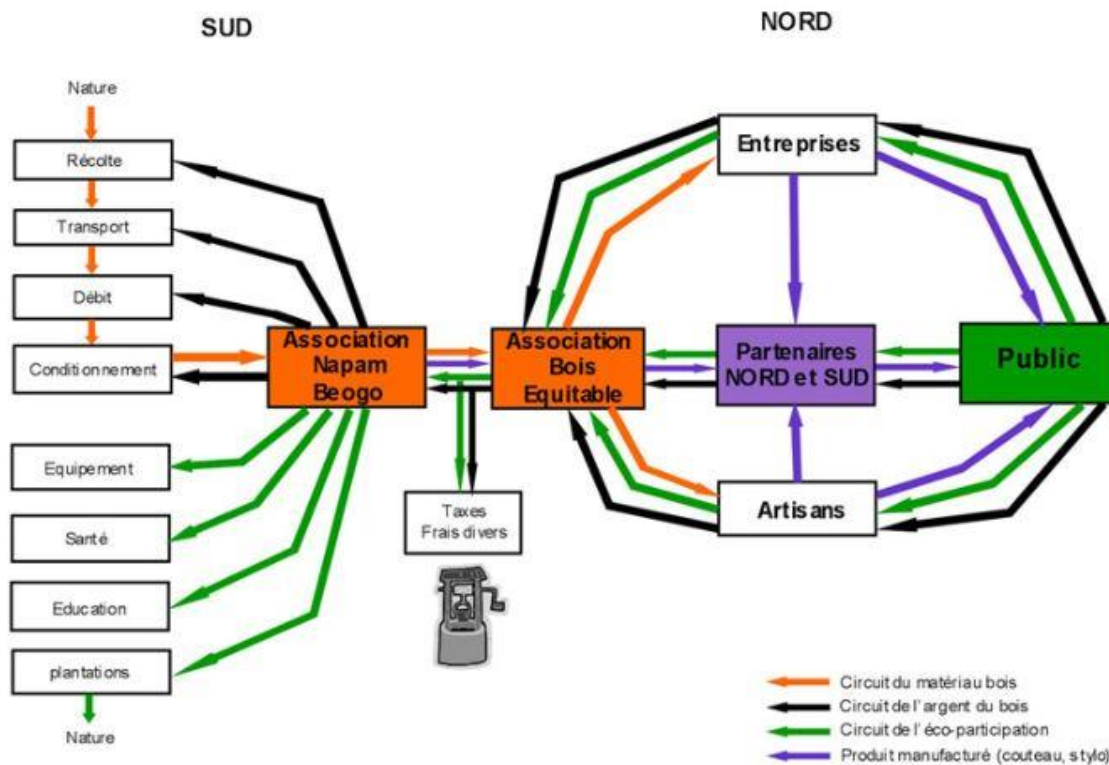 SUD
NORD
Nature
Récolte
Transport
Débit
Conditionnement
Equipement
Santé
Education
plantations
Nature
Association
Napam
Beogo
Taxes
Frais divers
Association
Bois
Equitable
Entreprises
Partenaires
NORD et SUD
Artisans
Public
Circuit du matériau bois
Circuit de l'argent du bois
Circuit de l'éco-participation
Produit manufacturé (couteau, stylo)